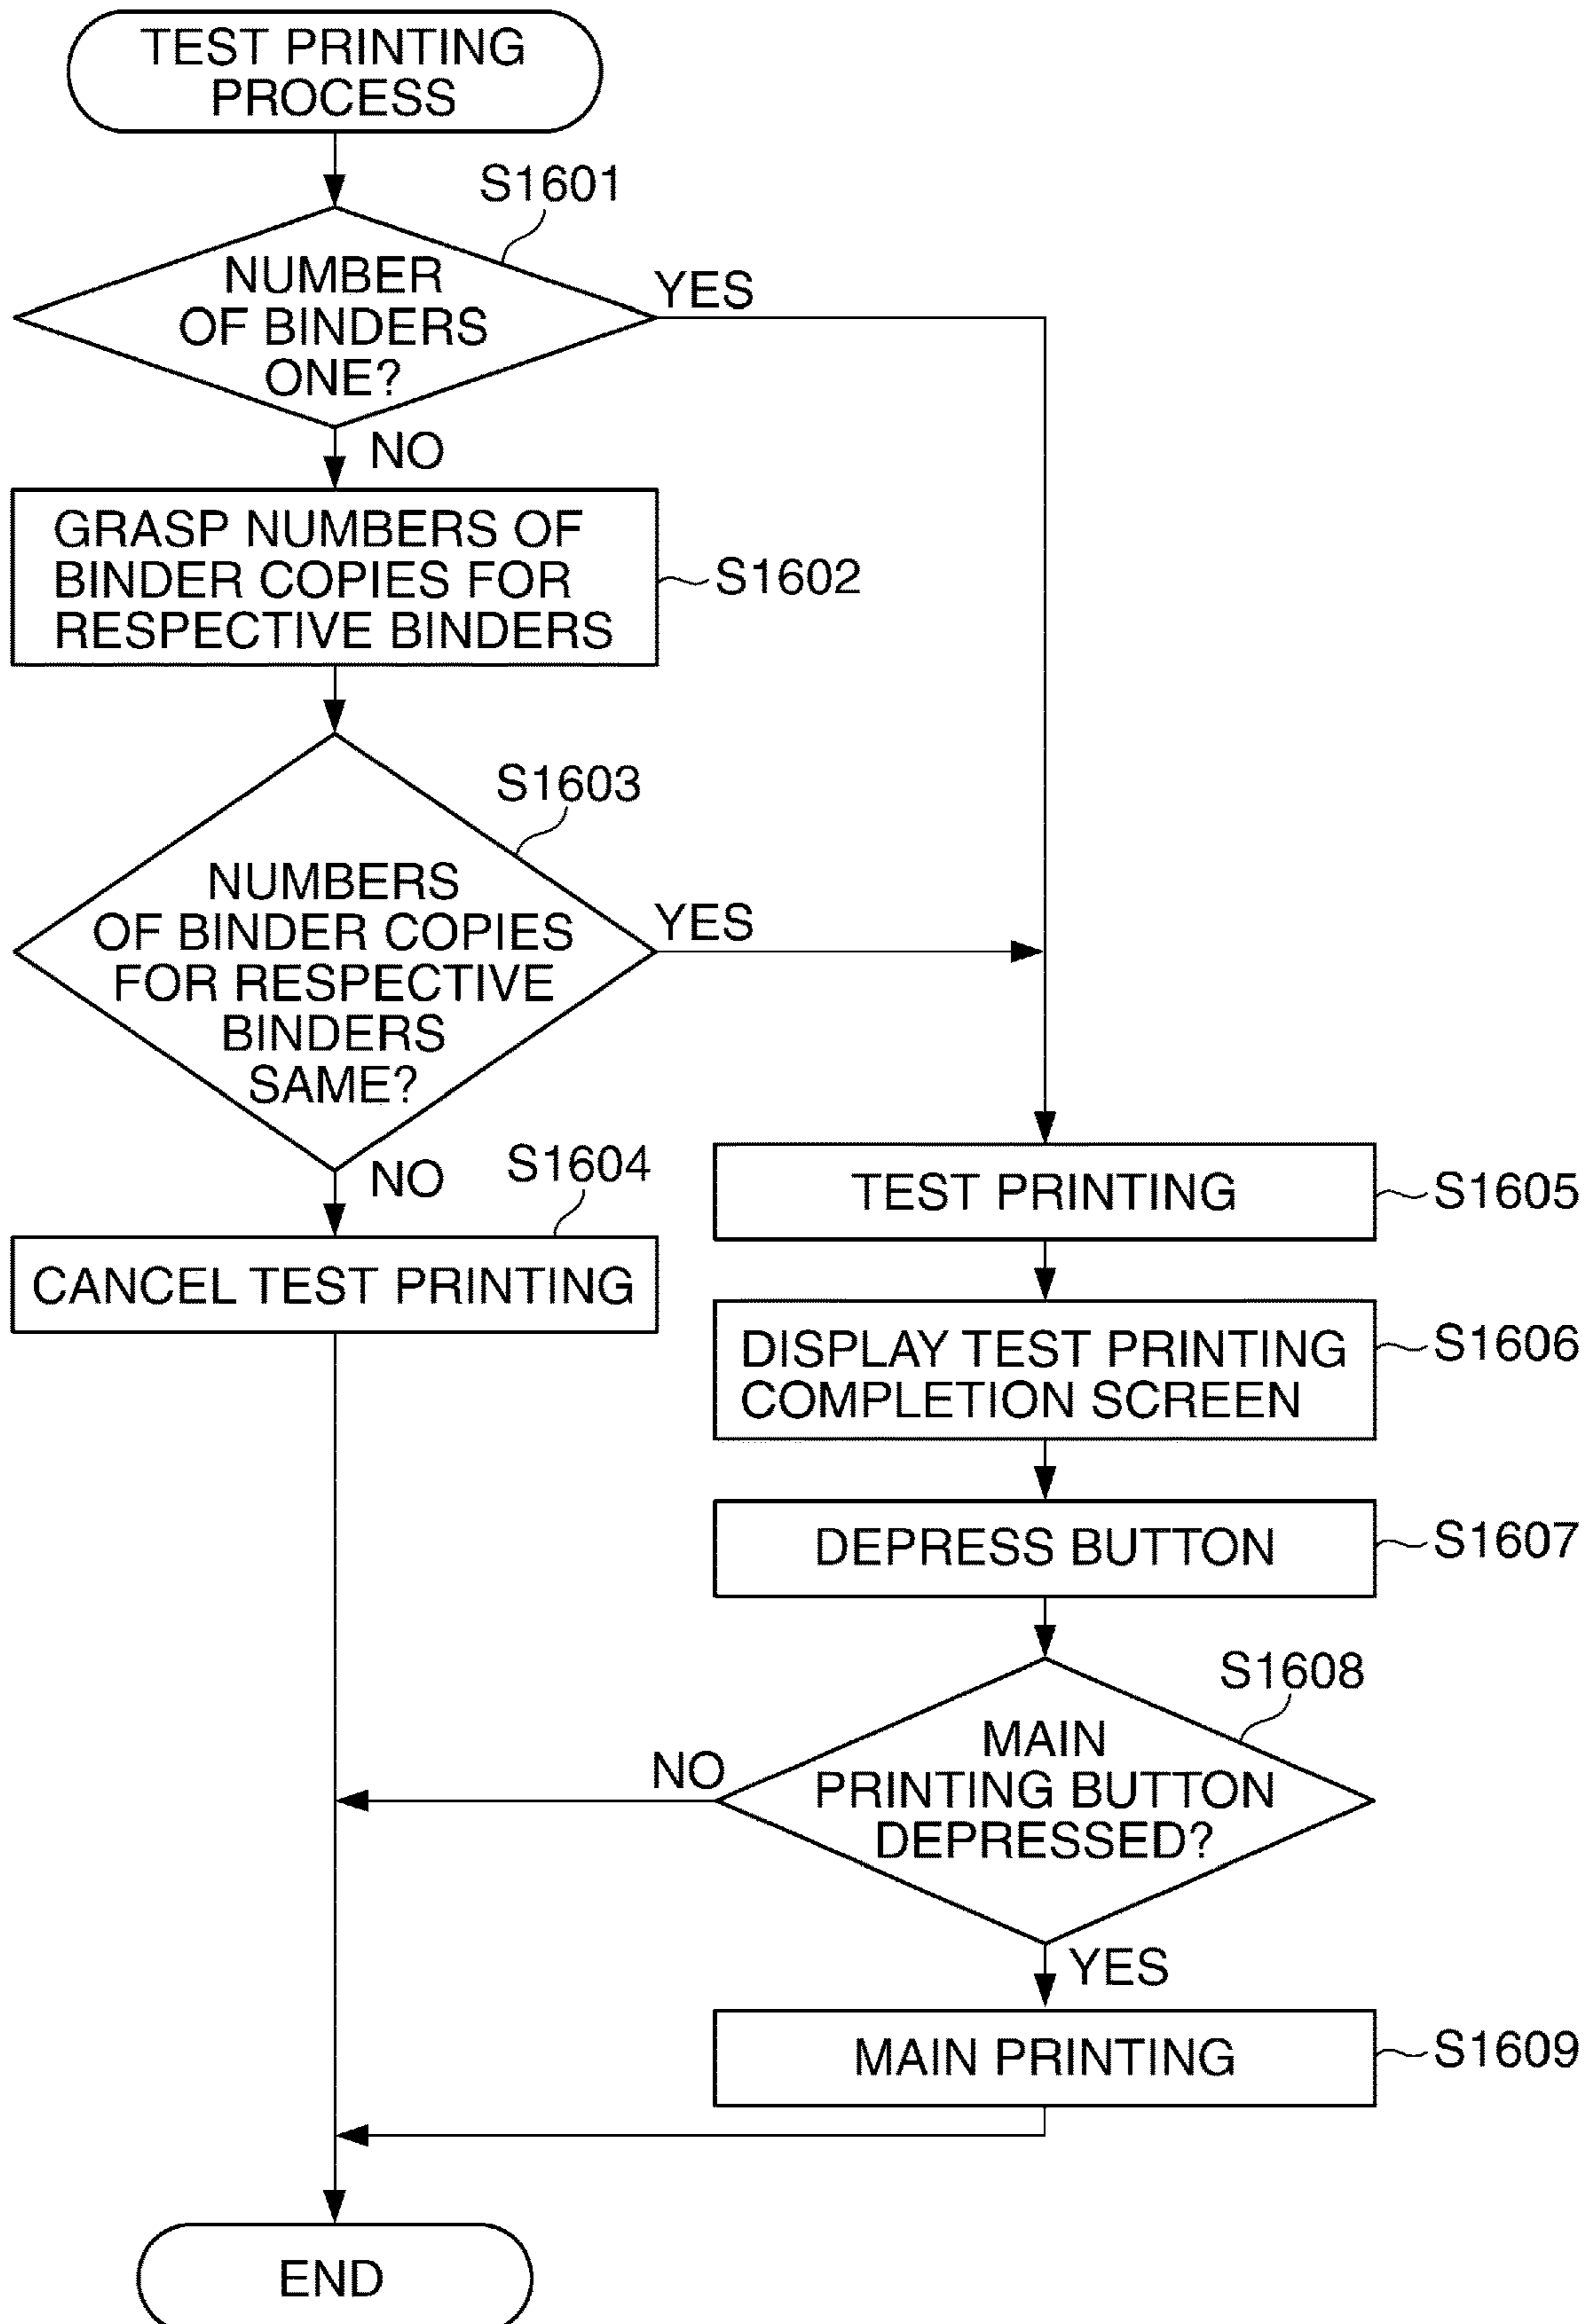 TEST PRINTING
PROCESS
S1601
NUMBER
OF BINDERS
ONE?
YES
NO
GRASP NUMBERS OF
BINDER COPIES FOR
RESPECTIVE BINDERS
S1602
S1603
NUMBERS
OF BINDER COPIES
FOR RESPECTIVE
BINDERS
SAME?
YES
NO
S1604
CANCEL TEST PRINTING
TEST PRINTING
S1605
DISPLAY TEST PRINTING
COMPLETION SCREEN
S1606
DEPRESS BUTTON
S1607
S1608
MAIN
PRINTING BUTTON
DEPRESSED?
NO
YES
MAIN PRINTING
S1609
END